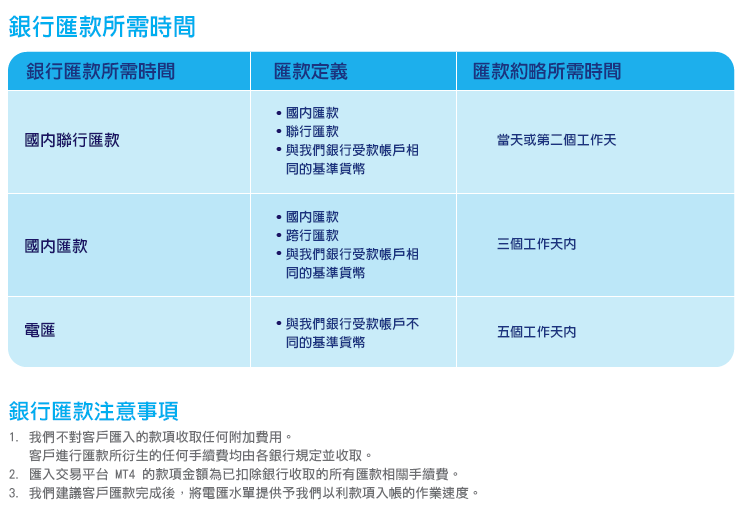 銀行匯款所需時間
銀行匯款所需時間 匯款定義 匯款約略所需時間
國内聯行匯款
• 國内匯款
• 聯行匯款
• 與我們銀行受款帳戶相
同的基準貨幣
當天或第二個工作天
國内匯款
• 國内匯款
• 跨行匯款
• 與我們銀行受款帳戶相
同的基準貨幣
三個工作天内
電匯
• 與我們銀行受款帳戶不
同的基準貨幣
五個工作天内
銀行匯款注意事項
1. 我們不對客戶匯入的款項收取任何附加費用。
客戶進行匯款所衍生的任何手續費均由各銀行規定並收取。
2. 匯入交易平台 MT4 的款項金額為已扣除銀行收取的所有匯款相關手續費。
3. 我們建議客戶匯款完成後，將電匯水單提供予我們以利款項入帳的作業速度。